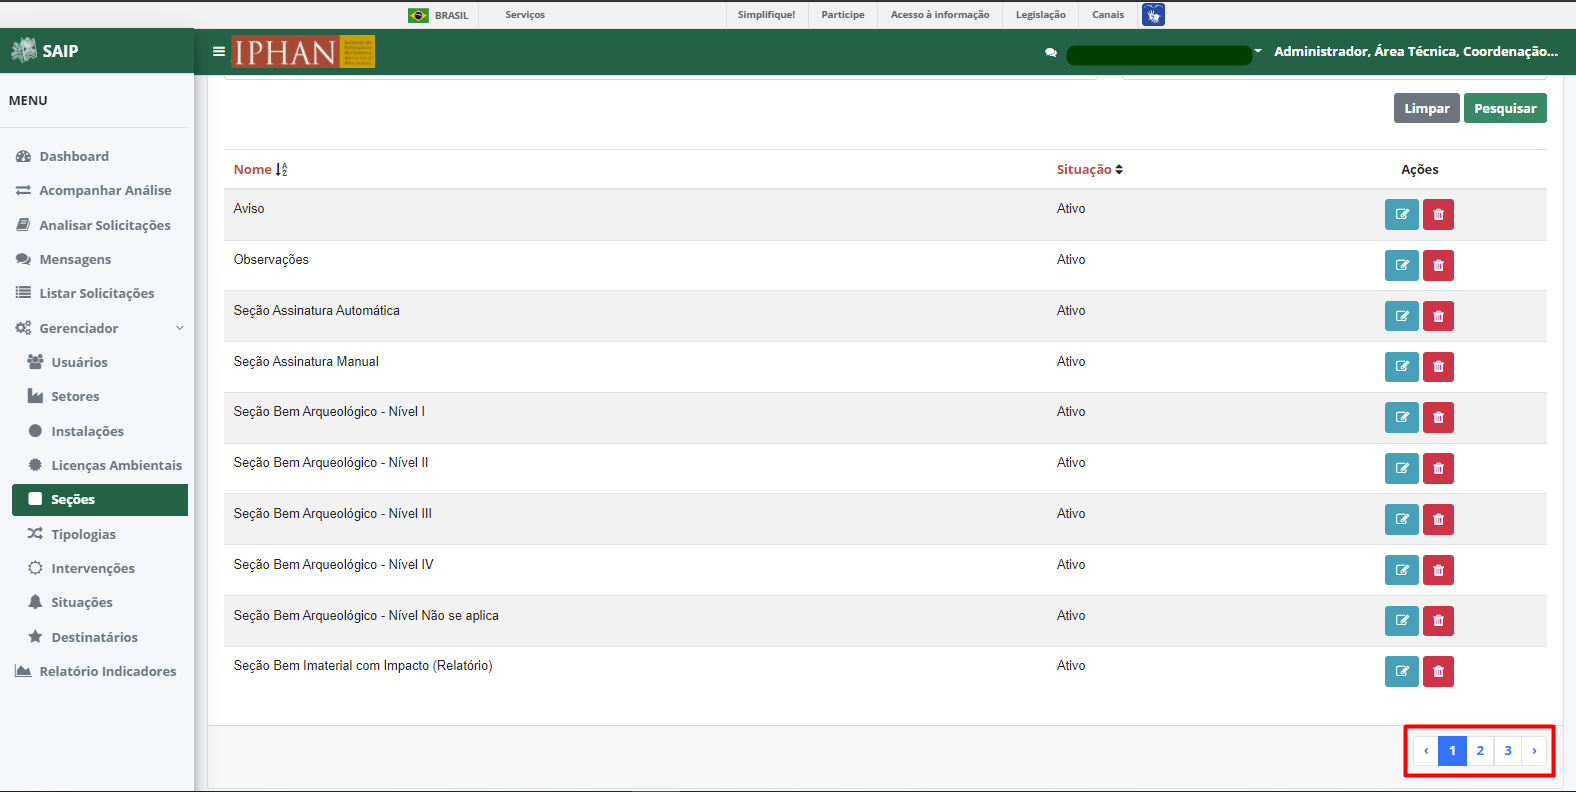 BRASIL Serviços Simplifique! Participe Acesso à informação Legislação Canais
SAIP IPHAN Administrador, Área Técnica, Coordenação...
MENU
Limpar Pesquisar
Dashboard
Acompanhar Análise
Analisar Solicitações
Mensagens
Listar Solicitações
Gerenciador
Usuários
Setores
Instalações
Licenças Ambientais
Seções
Tipologias
Intervenções
Situações
Destinatários
Relatório Indicadores
Nome Situação Ações
Aviso Ativo
Observações Ativo
Seção Assinatura Automática Ativo
Seção Assinatura Manual Ativo
Seção Bem Arqueológico - Nível I Ativo
Seção Bem Arqueológico - Nível II Ativo
Seção Bem Arqueológico - Nível III Ativo
Seção Bem Arqueológico - Nível IV Ativo
Seção Bem Arqueológico - Nível Não se aplica Ativo
Seção Bem Imaterial com Impacto (Relatório) Ativo
‹ 1 2 3 ›